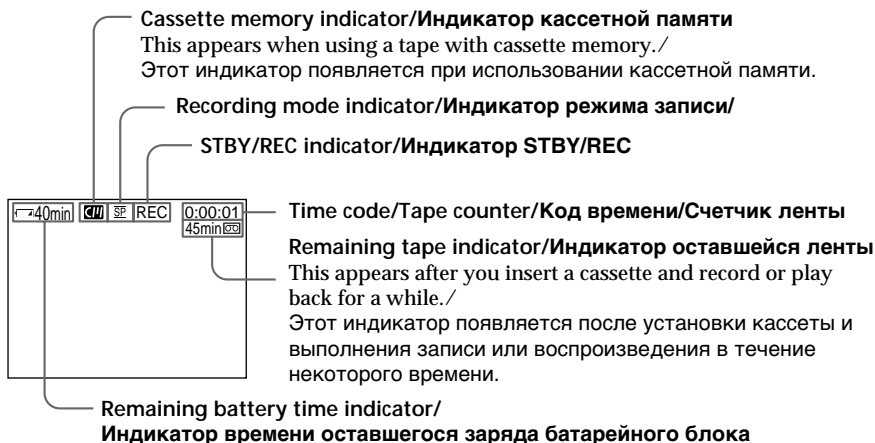 Cassette memory indicator/Индикатор кассетной памяти
This appears when using a tape with cassette memory./
Этот индикатор появляется при использовании кассетной памяти.
Recording mode indicator/Индикатор режима записи/
STBY/REC indicator/Индикатор STBY/REC
40min CM SP REC 0:00:01
45min
Time code/Tape counter/Код времени/Счетчик ленты
Remaining tape indicator/Индикатор оставшейся ленты
This appears after you insert a cassette and record or play
back for a while./
Этот индикатор появляется после установки кассеты и
выполнения записи или воспроизведения в течение
некоторого времени.
Remaining battery time indicator/
Индикатор времени оставшегося заряда батарейного блока